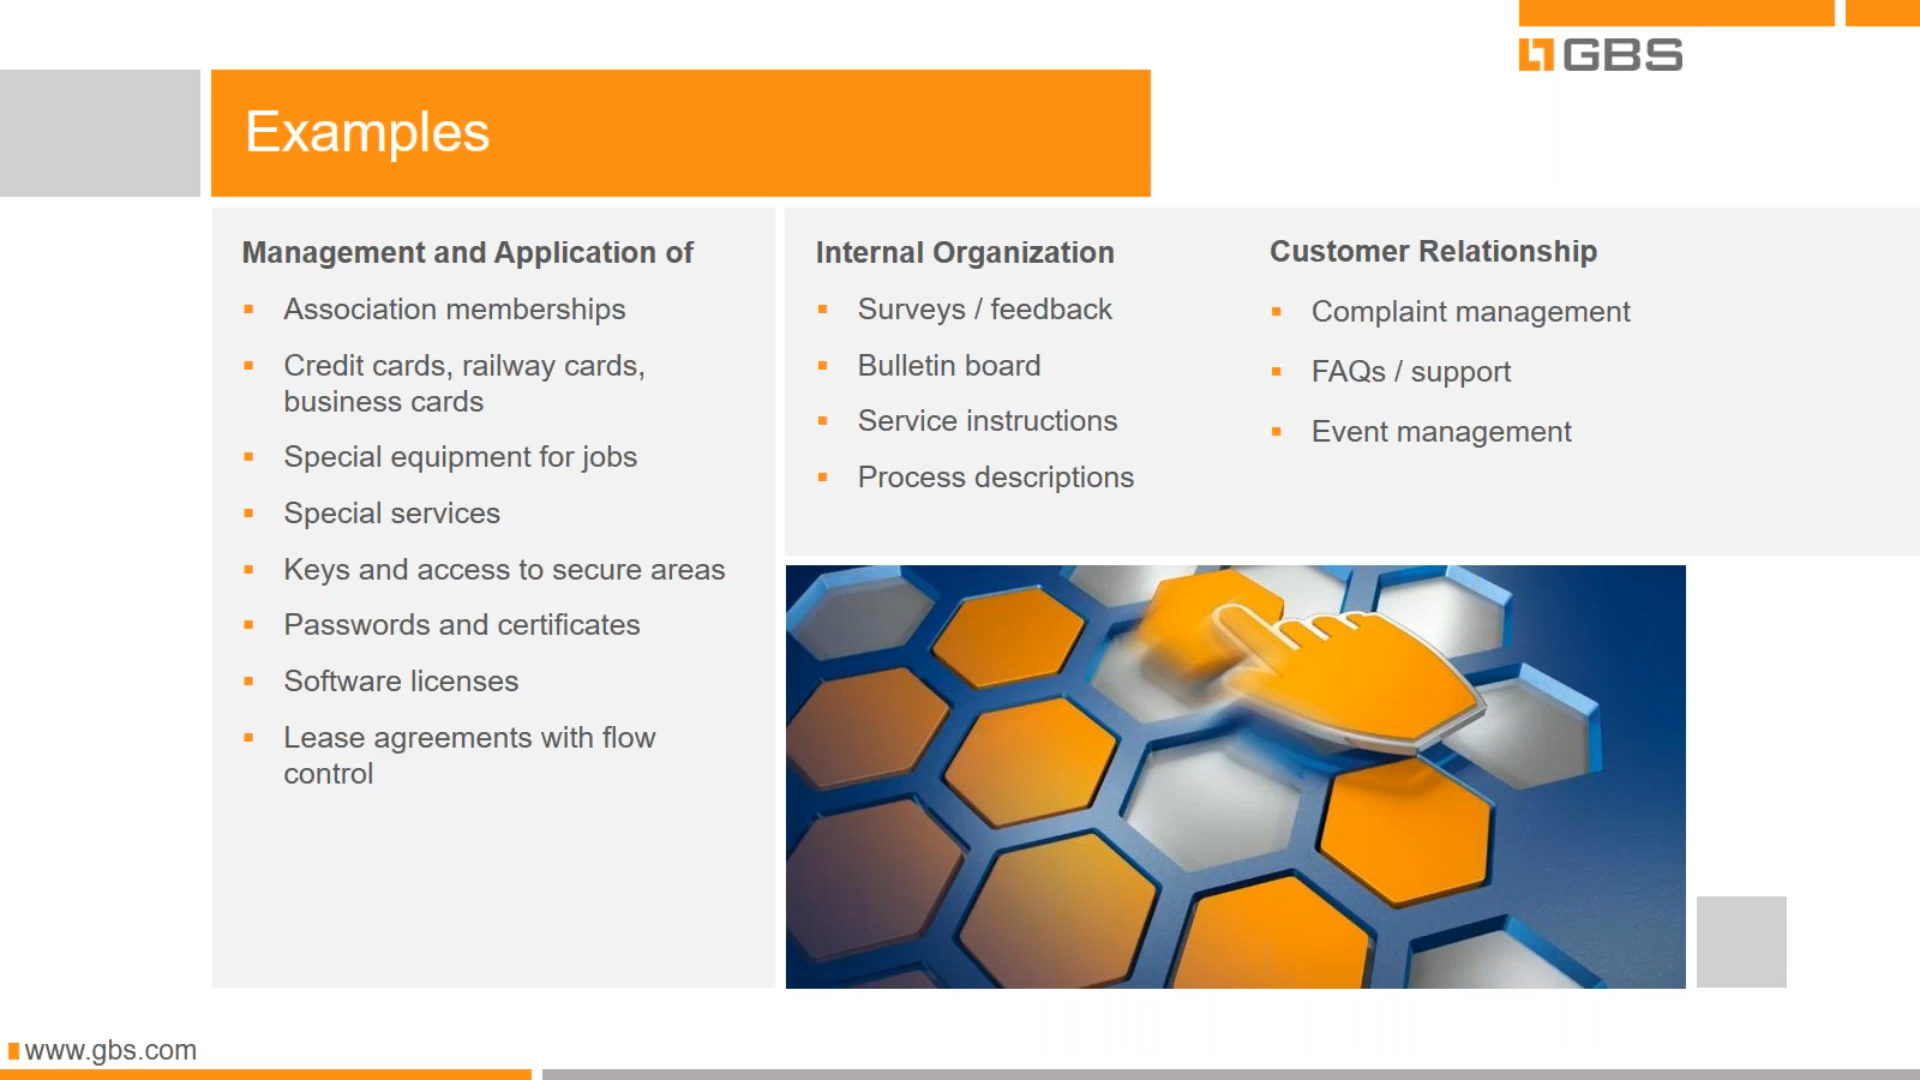 GBS
Examples
Management and Application of
Association memberships
Credit cards, railway cards,
business cards
Special equipment for jobs
Special services
Keys and access to secure areas
Passwords and certificates
Software licenses
Lease agreements with flow
control
Internal Organization
Surveys / feedback
Bulletin board
Service instructions
Process descriptions
Customer Relationship
Complaint management
FAQs / support
Event management
www.gbs.com